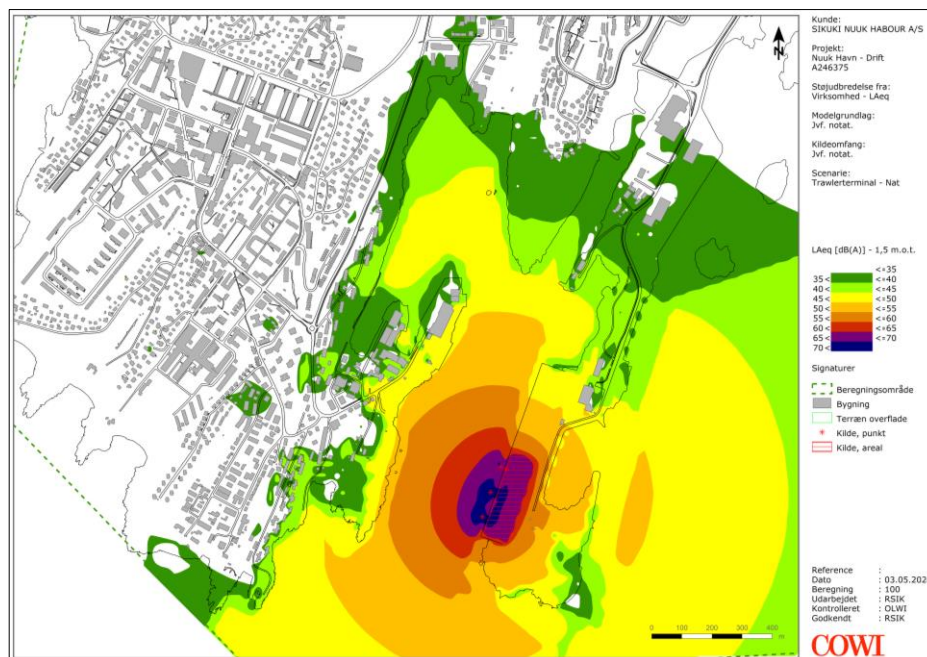 Kunde:
SIKUKI NUUK HABOUR A/S
Projekt:
Nuuk Havn - Drift
A246375
Støjudbredelse fra:
Virksomhed - LAeq
Modelgrundlag:
Jvf. notat.
Kildeomfang:
Jvf. notat.
Scenarie:
Trawlerterminal - Nat
N
LAeq [dB(A)] - 1,5 m.o.t.
<=35
35 < <=40
40 < <=45
45 < <=50
50 < <=55
55 < <=60
60 < <=65
65 < <=70
70 <
Signaturer
Beregningsområde
Bygning
Terræn overflade
Kilde, punkt
Kilde, areal
0 100 200 300 400
m
Reference :
Dato : 03.05.202
Beregning : 100
Udarbejdet : RSIK
Kontrolleret : OLWI
Godkendt : RSIK
COWI